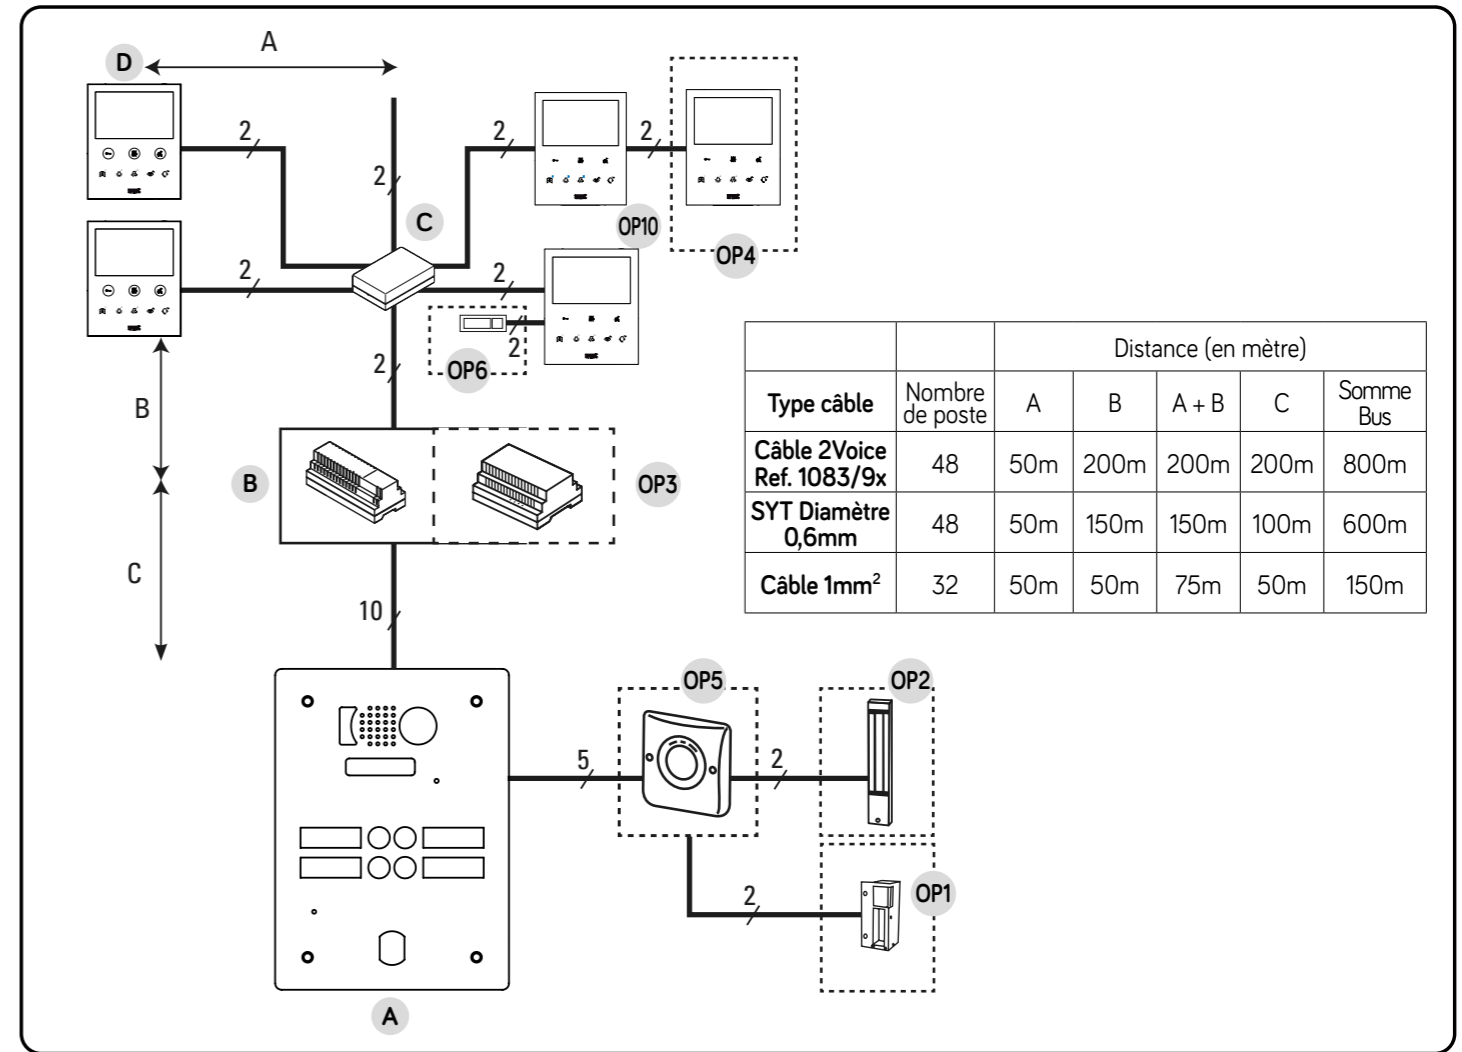 A
D
2
2
2
OP10
OP4
2
C
2
2
2
OP6
2
B
B
OP3
C
10
Distance (en mètre)
Type câble Nombre de poste A B A + B C Somme Bus
Câble 2Voice Ref. 1083/9x 48 50m 200m 200m 200m 800m
SYT Diamètre 0,6mm 48 50m 150m 150m 100m 600m
Câble 1mm² 32 50m 50m 75m 50m 150m
OP5
OP2
5
2
2
OP1
A